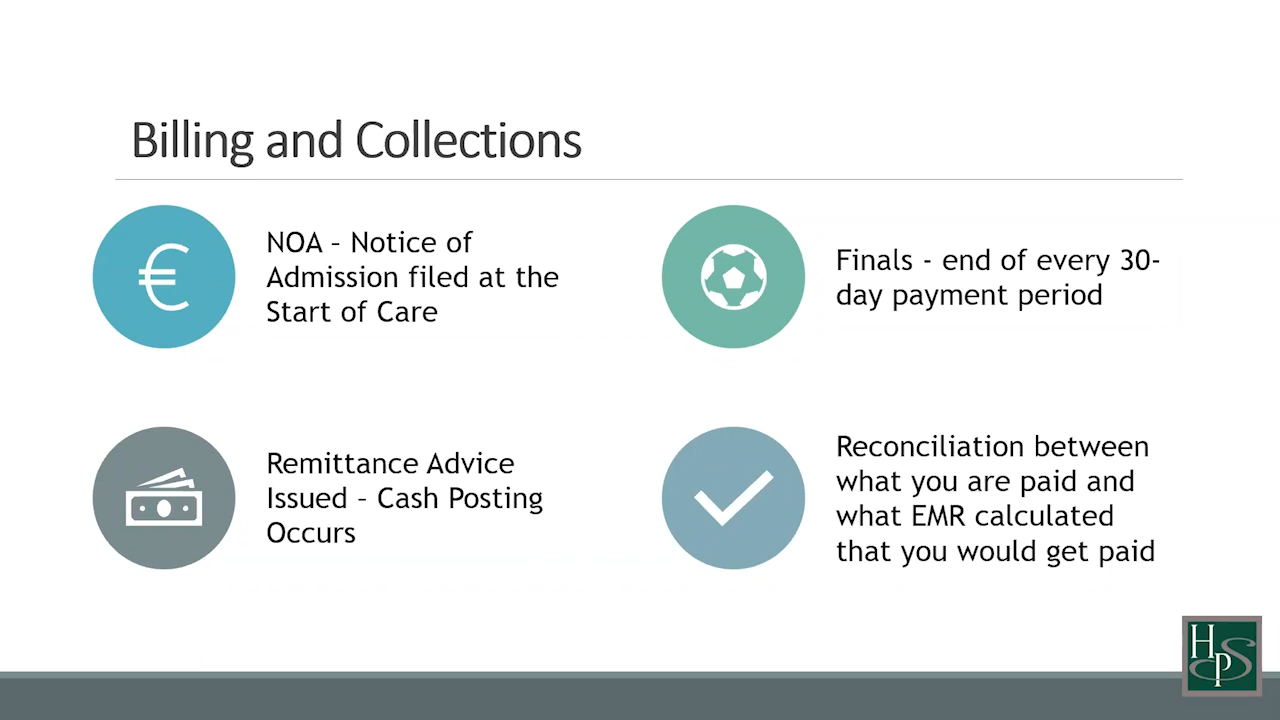 Billing and Collections
NOA – Notice of
Admission filed at the
Start of Care
Finals - end of every 30-
day payment period
Remittance Advice
Issued – Cash Posting
Occurs
Reconciliation between
what you are paid and
what EMR calculated
that you would get paid
HPS